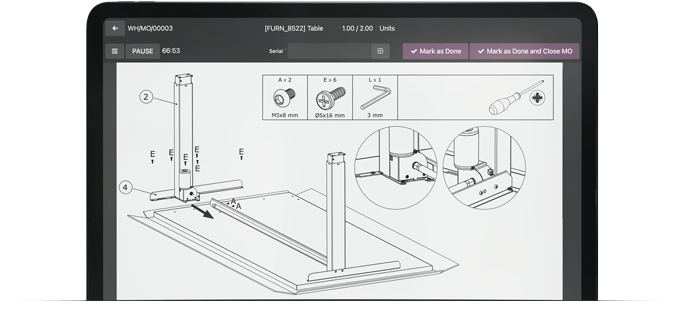 WH/MO/00003 [FURN_8522] Table 1.00 / 2.00 Units
PAUSE 66:53 Serial Mark as Done Mark as Done and Close MO
A x 2 E x 6 L x 1
M5x8 mm Ø5x16 mm 3 mm
2
E E E E E
E
4
A
A